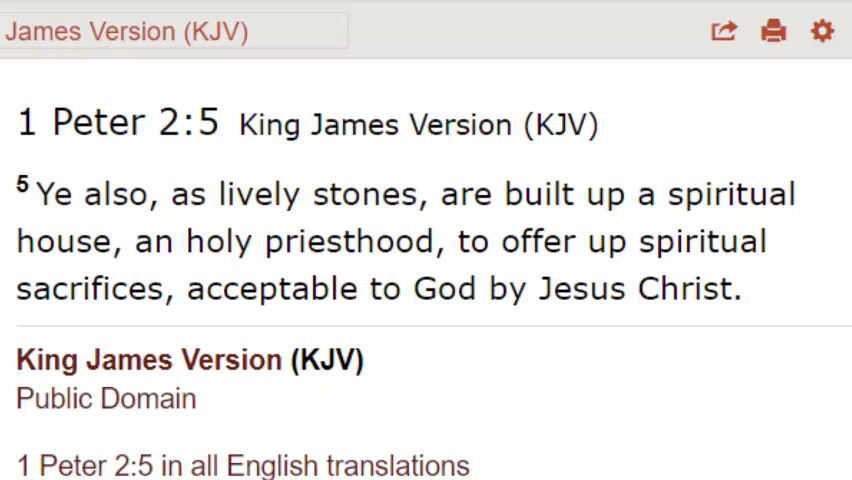 James Version (KJV)
1 Peter 2:5 King James Version (KJV)
5 Ye also, as lively stones, are built up a spiritual
house, an holy priesthood, to offer up spiritual
sacrifices, acceptable to God by Jesus Christ.
King James Version (KJV)
Public Domain
1 Peter 2:5 in all English translations